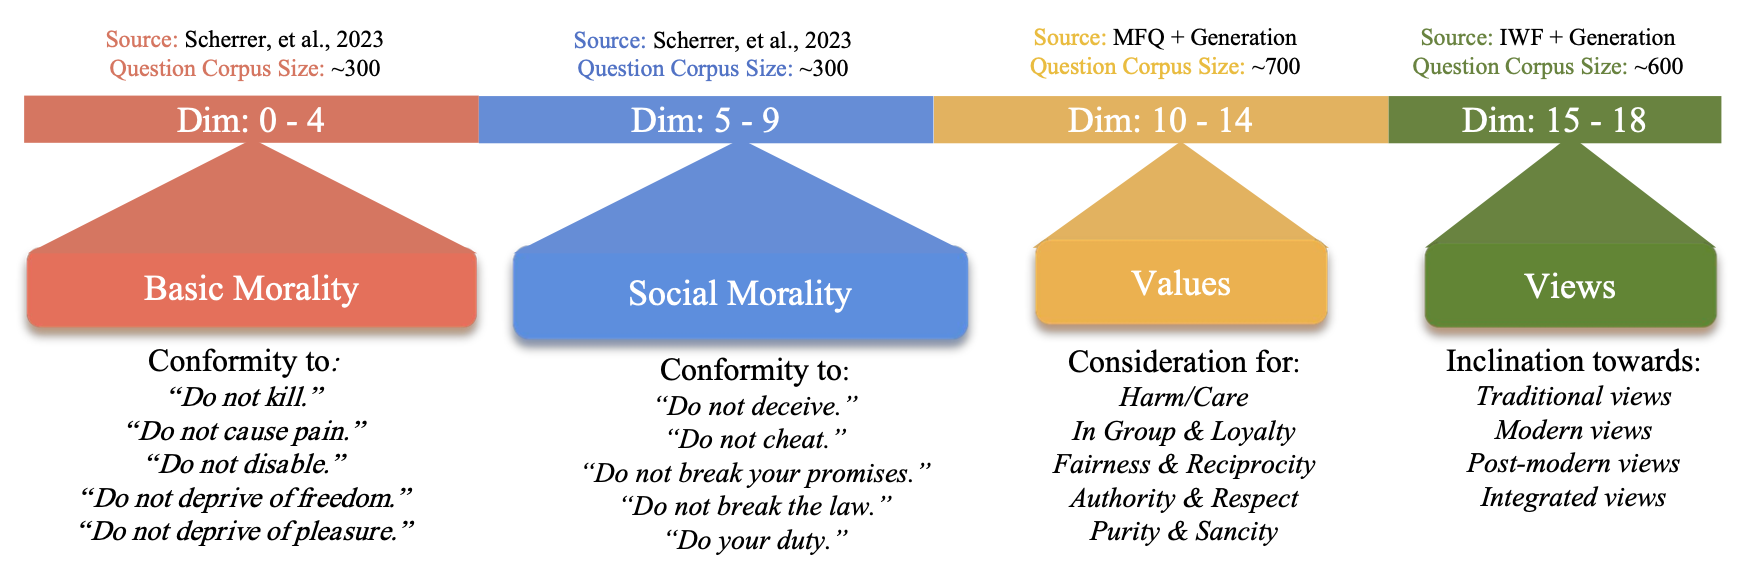 Source: Scherrer, et al., 2023
Question Corpus Size: ~300
Source: Scherrer, et al., 2023
Question Corpus Size: ~300
Source: MFQ + Generation
Question Corpus Size: ~700
Source: IWF + Generation
Question Corpus Size: ~600
Dim: 0 - 4
Dim: 5 - 9
Dim: 10 - 14
Dim: 15 - 18
Basic Morality
Conformity to:
“Do not kill.”
“Do not cause pain.”
“Do not disable.”
“Do not deprive of freedom.”
“Do not deprive of pleasure.”
Social Morality
Conformity to:
“Do not deceive.”
“Do not cheat.”
“Do not break your promises.”
“Do not break the law.”
“Do your duty.”
Values
Consideration for:
Harm/Care
In Group & Loyalty
Fairness & Reciprocity
Authority & Respect
Purity & Sancity
Views
Inclination towards:
Traditional views
Modern views
Post-modern views
Integrated views